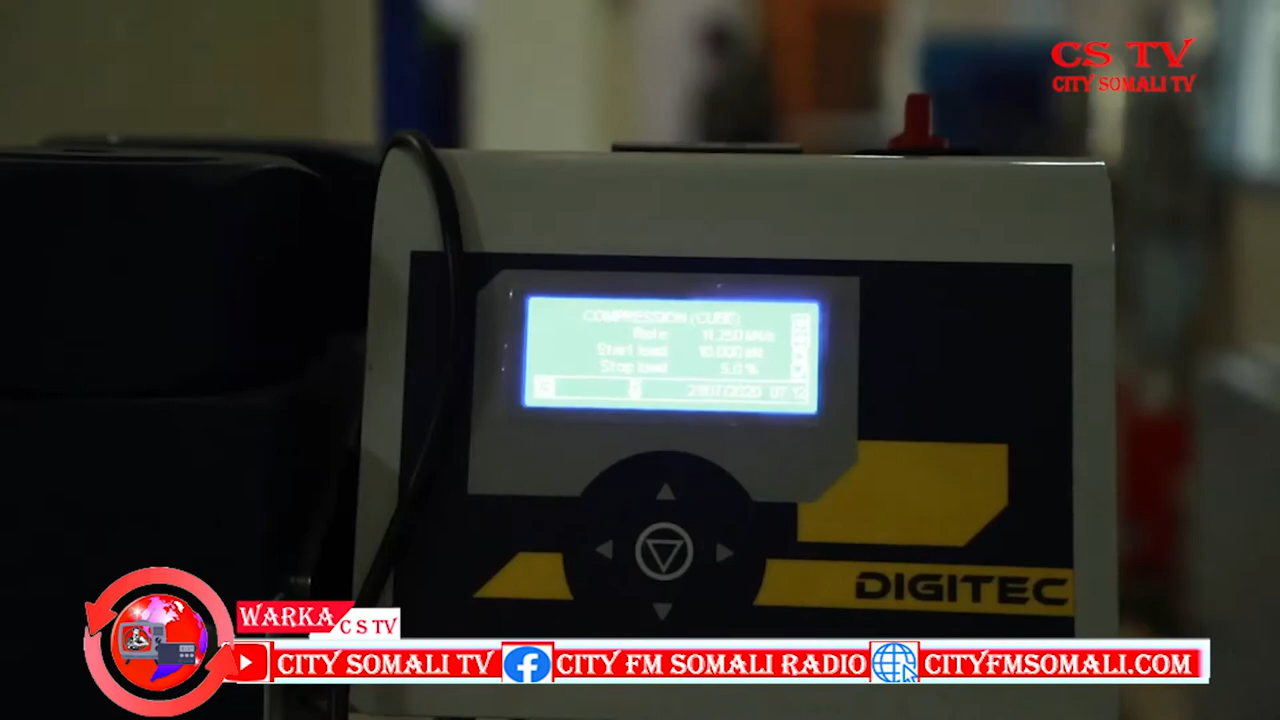 CS TV
CITY SOMALI TV
COMPRESSION (CUBE)
Rate
Start load
Stop load 5.0 %
DIGITEC
WARKA
C S TV
CITY SOMALI TV CITY FM SOMALI RADIO CITYFMSOMALI.COM